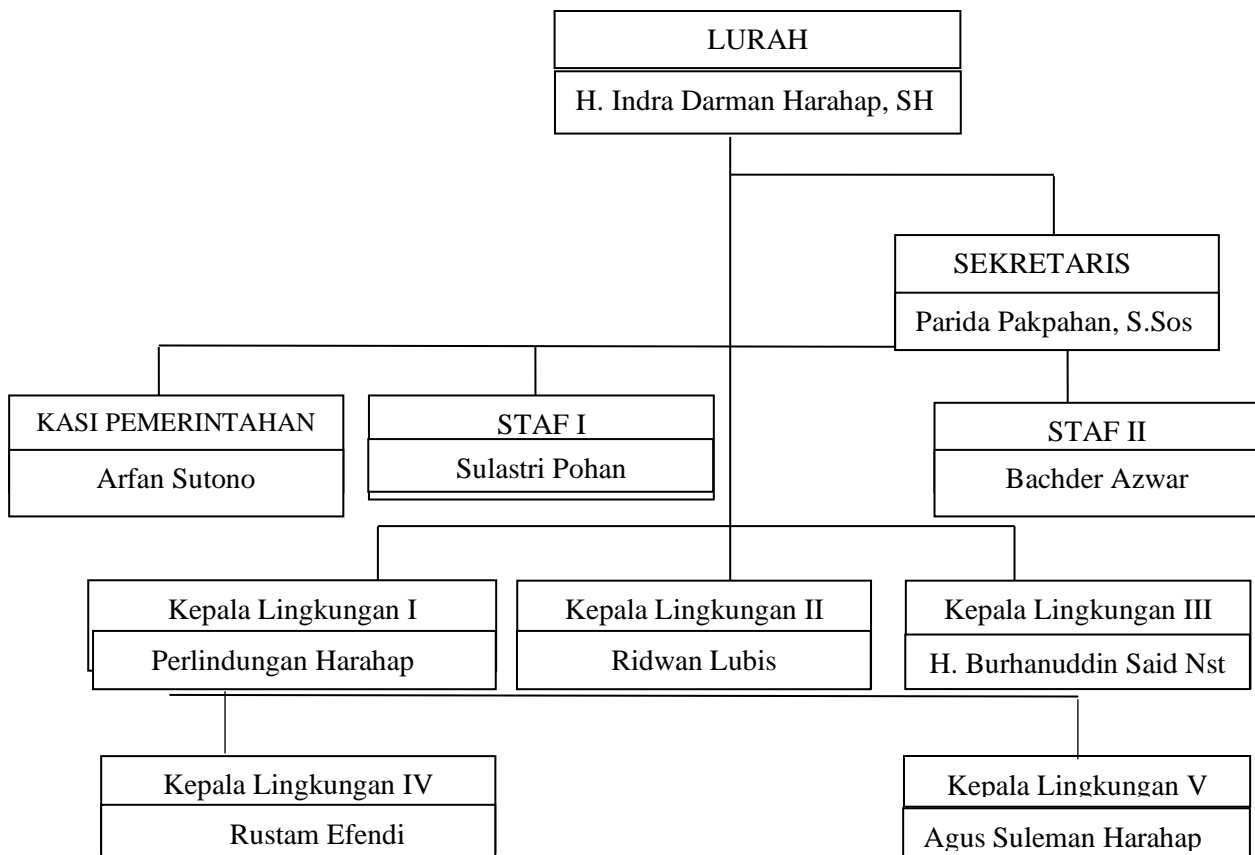 LURAH
H. Indra Darman Harahap, SH
SEKRETARIS
Parida Pakpahan, S.Sos
KASI PEMERINTAHAN
Arfan Sutono
STAF I
Sulastri Pohan
STAF II
Bachder Azwar
Kepala Lingkungan I
Perlindungan Harahap
Kepala Lingkungan II
Ridwan Lubis
Kepala Lingkungan III
H. Burhanuddin Said Nst
Kepala Lingkungan IV
Rustam Efendi
Kepala Lingkungan V
Agus Suleman Harahap